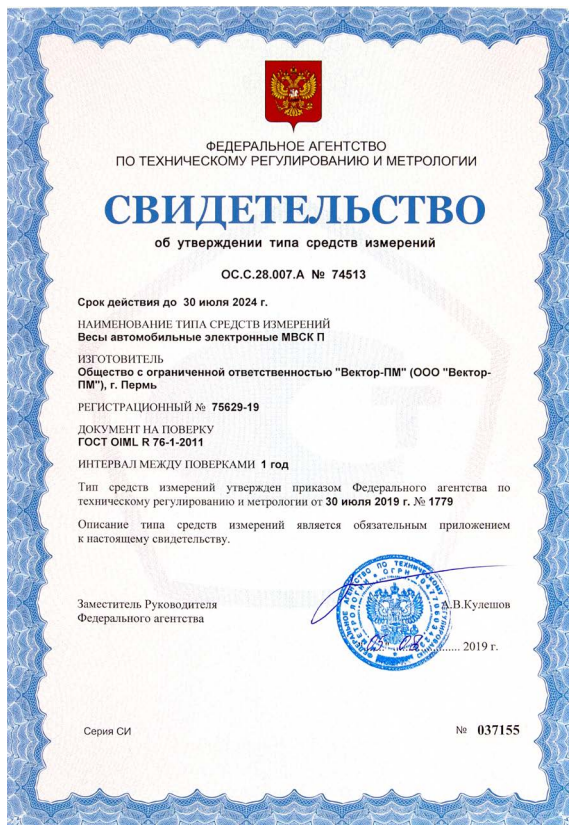 ФЕДЕРАЛЬНОЕ АГЕНТСТВО
ПО ТЕХНИЧЕСКОМУ РЕГУЛИРОВАНИЮ И МЕТРОЛОГИИ
СВИДЕТЕЛЬСТВО
об утверждении типа средств измерений
ОС.C.28.007.A № 74513
Срок действия до 30 июля 2024 г.
НАИМЕНОВАНИЕ ТИПА СРЕДСТВ ИЗМЕРЕНИЙ
Весы автомобильные электронные МВСК П
ИЗГОТОВИТЕЛЬ
Общество с ограниченной ответственностью "Вектор-ПМ" (ООО "Вектор-
ПМ"), г. Пермь
РЕГИСТРАЦИОННЫЙ № 75629-19
ДОКУМЕНТ НА ПОВЕРКУ
ГОСТ OIML R 76-1-2011
ИНТЕРВАЛ МЕЖДУ ПОВЕРКАМИ 1 год
Тип средств измерений утвержден приказом Федерального агентства по
техническому регулированию и метрологии от 30 июля 2019 г. № 1779
Описание типа средств измерений является обязательным приложением
к настоящему свидетельству.
Заместитель Руководителя
Федерального агентства
А.В.Кулешов
"05" 08 2019 г.
Серия СИ
№ 037155